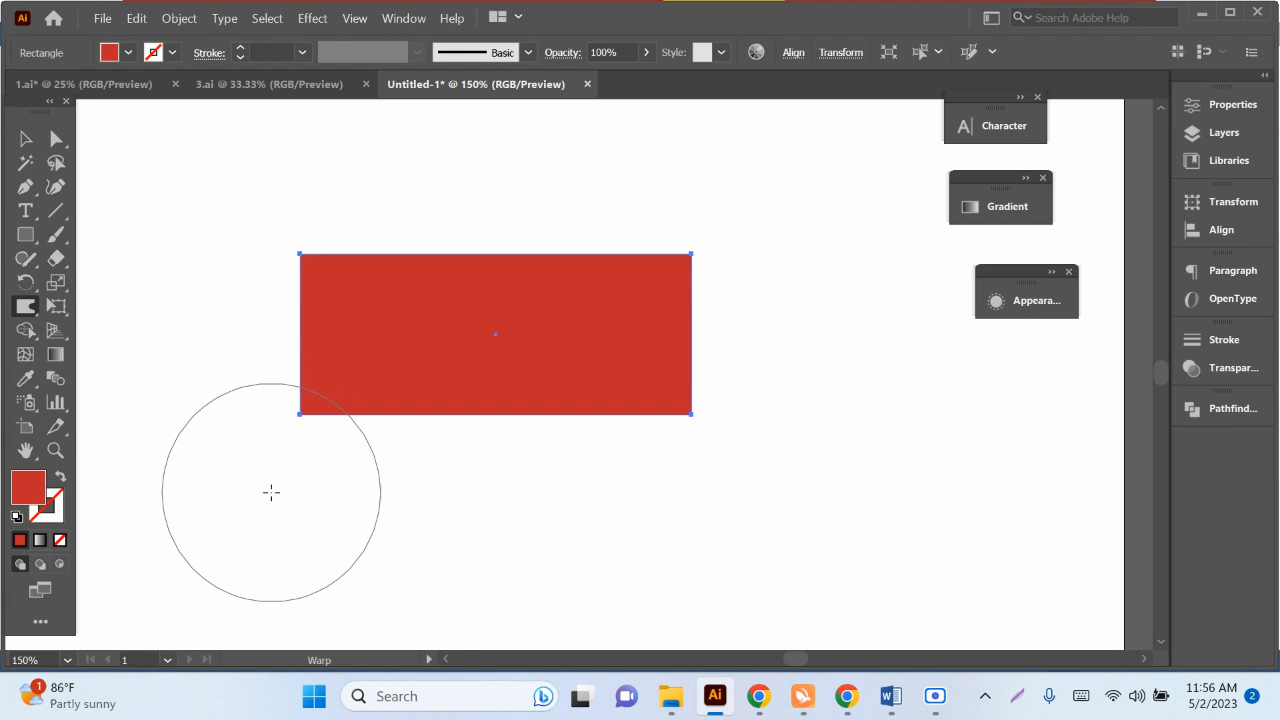 Ai File Edit Object Type Select Effect View Window Help Search Adobe Help
Rectangle Stroke: Basic Opacity: 100% Style: Align Transform
1.ai* @ 25% (RGB/Preview) 3.ai @ 33.33% (RGB/Preview) Untitled-1* @ 150% (RGB/Preview)
Character
Gradient
Appeara...
Properties
Layers
Libraries
Transform
Align
Paragraph
OpenType
Stroke
Transpar...
Pathfind...
150% 1 Warp
1 86°F
Partly sunny
Search
Ai
11:56 AM
5/2/2023
2